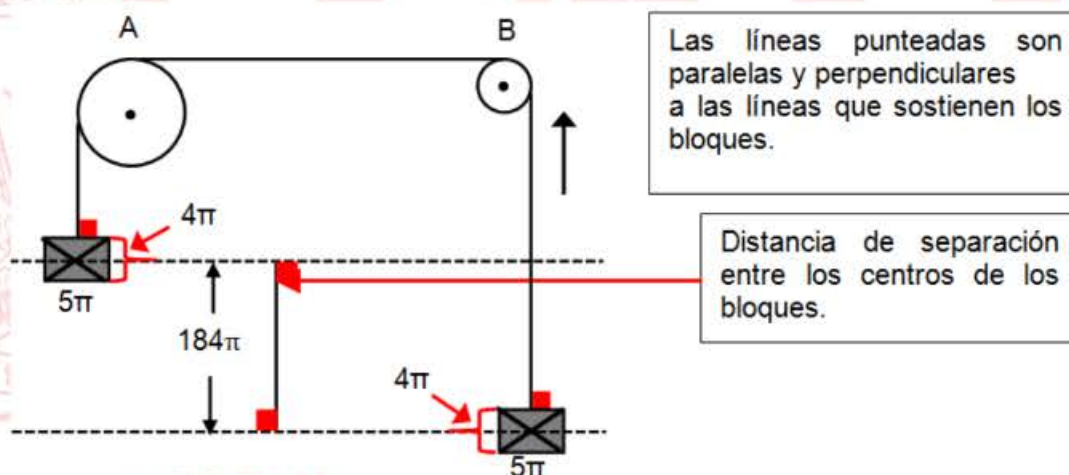 A
B
Las líneas punteadas son
paralelas y perpendiculares
a las líneas que sostienen los
bloques.
4π
5π
184π
Distancia de separación
entre los centros de los
bloques.
4π
5π